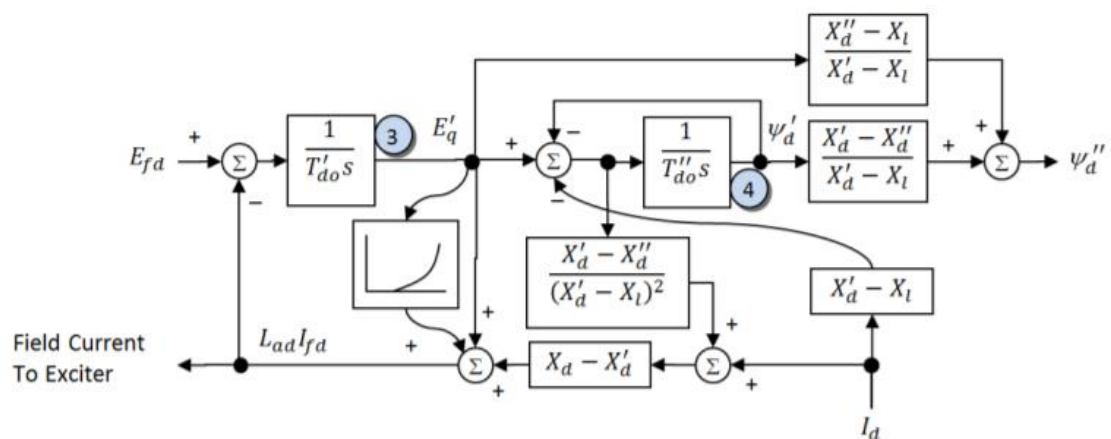 X''_d − X_l
X'_d − X_l
+
E_fd
Σ
−
1
T'_do s
3
E'_q
+
−
Σ
−
1
T''_do s
4
ψ'_d
X'_d − X''_d
X'_d − X_l
+
+
Σ
ψ''_d
X'_d − X''_d
(X'_d − X_l)²
X'_d − X_l
Field Current
To Exciter
L_ad I_fd
+
+
Σ
+
X_d − X'_d
+
Σ
+
I_d